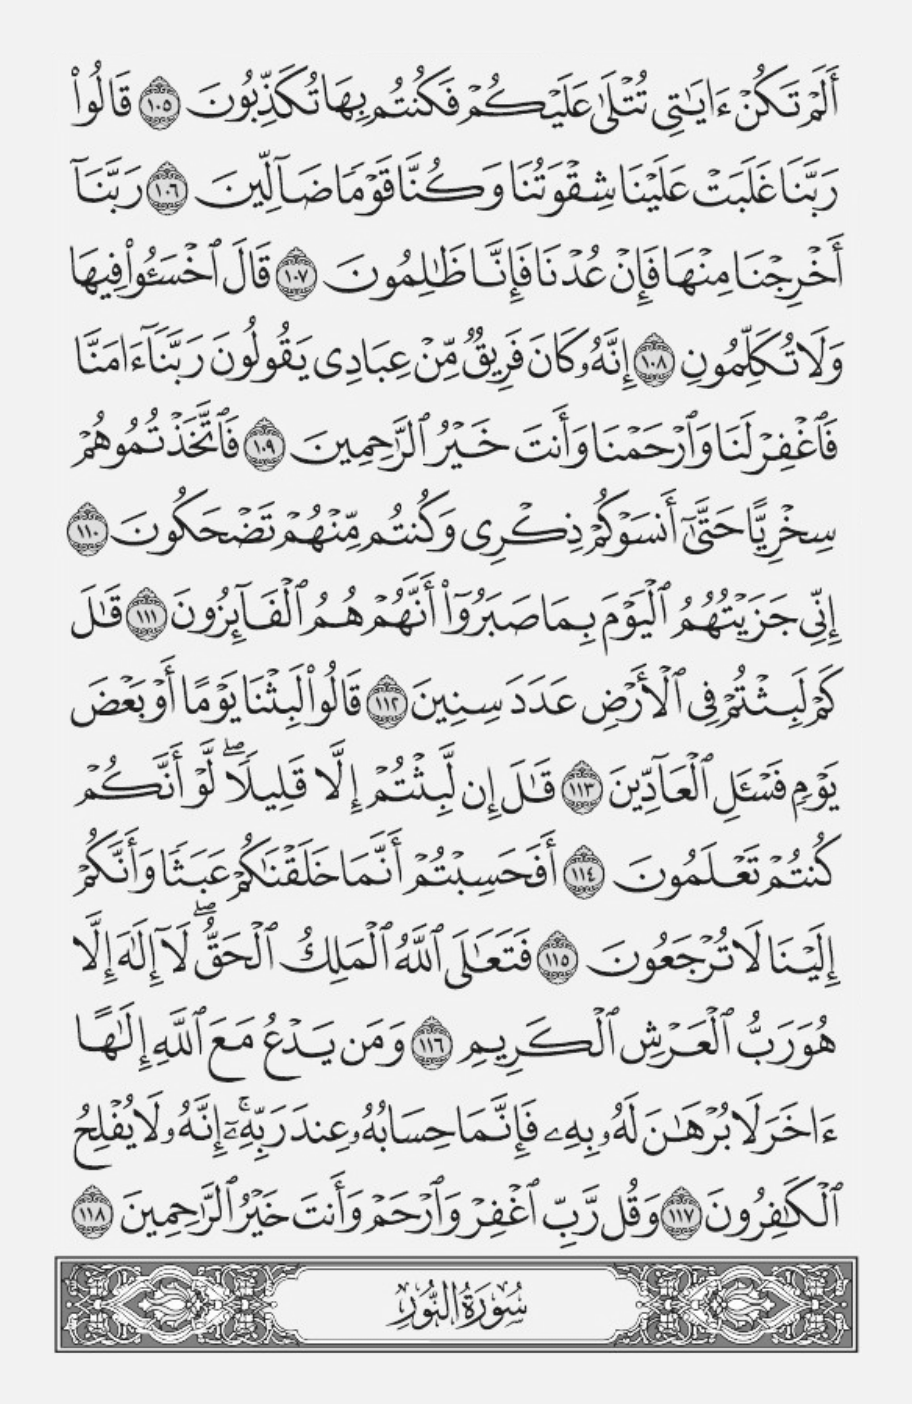 أَلَمْ تَكُنْ ءَايَـٰتِى تُتْلَىٰ عَلَيْكُمْ فَكُنتُم بِهَا تُكَذِّبُونَ ١٠٥ قَالُوا۟
رَبَّنَا غَلَبَتْ عَلَيْنَا شِقْوَتُنَا وَكُنَّا قَوْمًا ضَآلِّينَ ١٠٦ رَبَّنَآ
أَخْرِجْنَا مِنْهَا فَإِنْ عُدْنَا فَإِنَّا ظَـٰلِمُونَ ١٠٧ قَالَ ٱخْسَـُٔوا۟ فِيهَا
وَلَا تُكَلِّمُونِ ١٠٨ إِنَّهُۥ كَانَ فَرِيقٌ مِّنْ عِبَادِى يَقُولُونَ رَبَّنَآ ءَامَنَّا
فَٱغْفِرْ لَنَا وَٱرْحَمْنَا وَأَنتَ خَيْرُ ٱلرَّٰحِمِينَ ١٠٩ فَٱتَّخَذْتُمُوهُمْ
سِخْرِيًّا حَتَّىٰٓ أَنسَوْكُمْ ذِكْرِى وَكُنتُم مِّنْهُمْ تَضْحَكُونَ ١١٠
إِنِّى جَزَيْتُهُمُ ٱلْيَوْمَ بِمَا صَبَرُوٓا۟ أَنَّهُمْ هُمُ ٱلْفَآئِزُونَ ١١١ قَـٰلَ
كَمْ لَبِثْتُمْ فِى ٱلْأَرْضِ عَدَدَ سِنِينَ ١١٢ قَالُوا۟ لَبِثْنَا يَوْمًا أَوْ بَعْضَ
يَوْمٍ فَسْـَٔلِ ٱلْعَآدِّينَ ١١٣ قَـٰلَ إِن لَّبِثْتُمْ إِلَّا قَلِيلًا ۖ لَّوْ أَنَّكُمْ
كُنتُمْ تَعْلَمُونَ ١١٤ أَفَحَسِبْتُمْ أَنَّمَا خَلَقْنَـٰكُمْ عَبَثًا وَأَنَّكُمْ
إِلَيْنَا لَا تُرْجَعُونَ ١١٥ فَتَعَـٰلَى ٱللَّهُ ٱلْمَلِكُ ٱلْحَقُّ ۖ لَآ إِلَـٰهَ إِلَّا
هُوَ رَبُّ ٱلْعَرْشِ ٱلْكَرِيمِ ١١٦ وَمَن يَدْعُ مَعَ ٱللَّهِ إِلَـٰهًا
ءَاخَرَ لَا بُرْهَـٰنَ لَهُۥ بِهِۦ فَإِنَّمَا حِسَابُهُۥ عِندَ رَبِّهِۦٓ ۚ إِنَّهُۥ لَا يُفْلِحُ
ٱلْكَـٰفِرُونَ ١١٧ وَقُل رَّبِّ ٱغْفِرْ وَٱرْحَمْ وَأَنتَ خَيْرُ ٱلرَّٰحِمِينَ ١١٨
سُورَةُ النُّورِ